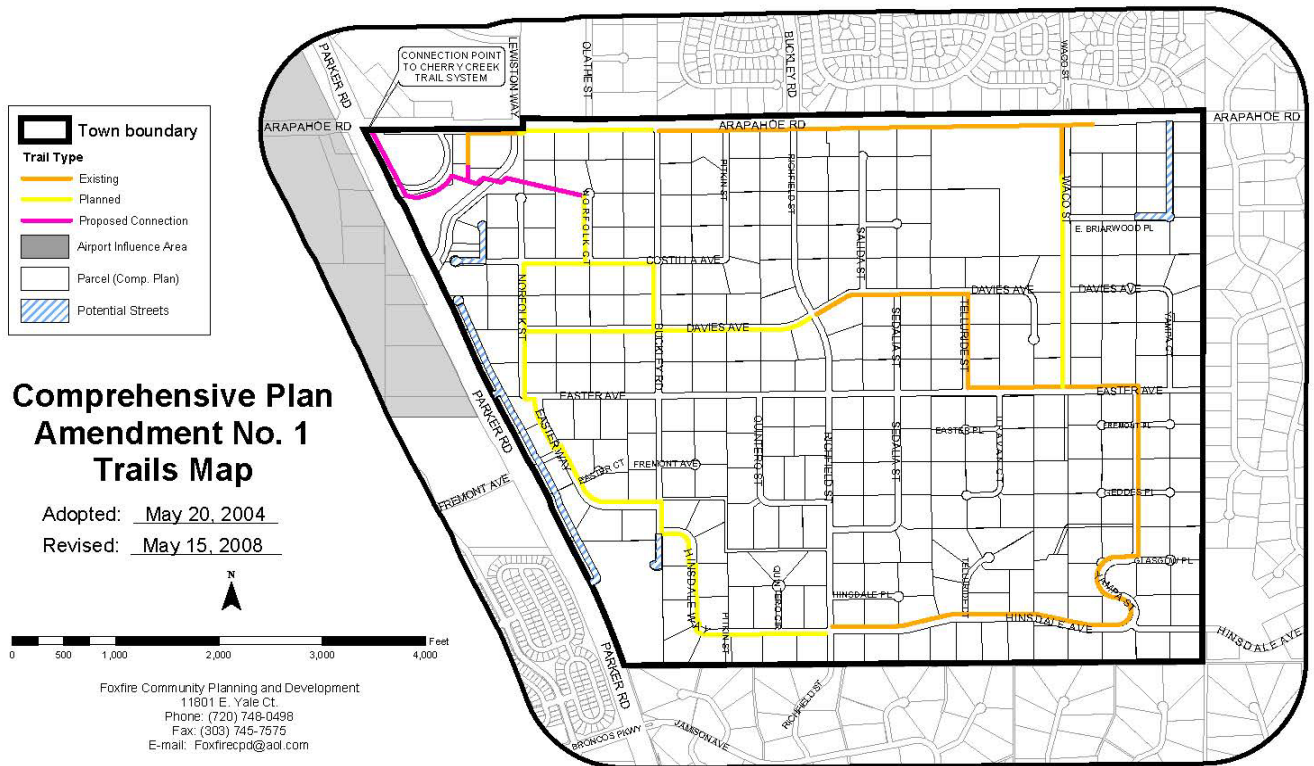 PARKER RD
CONNECTION POINT
TO CHERRY CREEK
TRAIL SYSTEM
LEWISTON WAY
OLATHE ST
BUCKLEY RD
WACO ST
ARAPAHOE RD
ARAPAHOE RD
ARAPAHOE RD
Town boundary
Trail Type
Existing
Planned
Proposed Connection
Airport Influence Area
Parcel (Comp. Plan)
Potential Streets
PITKIN ST
RICHFIELD ST
NORFOLK CT
WACO ST
E. BRIARWOOD PL
SALIDA ST
COSTILLA AVE
NORFOLK ST
DAVIES AVE
DAVIES AVE
DAVIES AVE
BUCKLEY RD
SEDALIA ST
TELLURIDE ST
YAMPA CT
Comprehensive Plan
Amendment No. 1
Trails Map
Adopted: May 20, 2004
Revised: May 15, 2008
N
PARKER RD
EASTER AVE
EASTER AVE
EASTER WAY
EASTER CT
FREMONT AVE
FREMONT AVE
QUINTERO ST
RICHFIELD ST
SEDALIA ST
EASTER PL
FREMONT PL
GEDDES PL
GLASGOW PL
HINSDALE WY
PITKIN ST
QUINTERO CIR
HINSDALE PL
TELLURIDE CT
YAMPA ST
HINSDALE AVE
HINSDALE AVE
Feet
0 500 1,000 2,000 3,000 4,000
PARKER RD
RICHFIELD ST
BRONCOS PKWY
JAMISON AVE
Foxfire Community Planning and Development
11801 E. Yale Ct.
Phone: (720) 748-0498
Fax: (303) 745-7575
E-mail: Foxfirecpd@aol.com